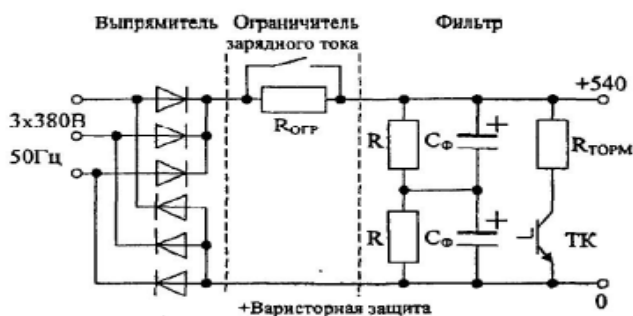 Выпрямитель
Ограничитель
зарядного тока
Фильтр
+540
3х380В
50Гц
RОГР
R
CФ
+
RТОРМ
R
CФ
+
ТК
0
+Варисторная защита